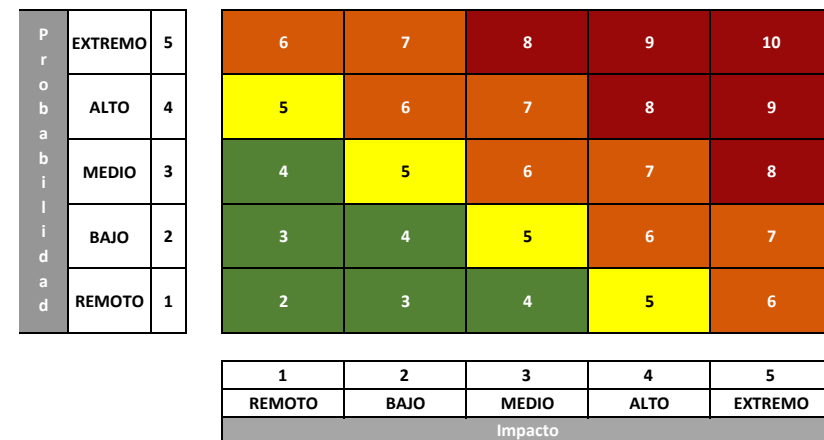 Probabilidad
EXTREMO 5 6 7 8 9 10
ALTO 4 5 6 7 8 9
MEDIO 3 4 5 6 7 8
BAJO 2 3 4 5 6 7
REMOTO 1 2 3 4 5 6
1 2 3 4 5
REMOTO BAJO MEDIO ALTO EXTREMO
Impacto